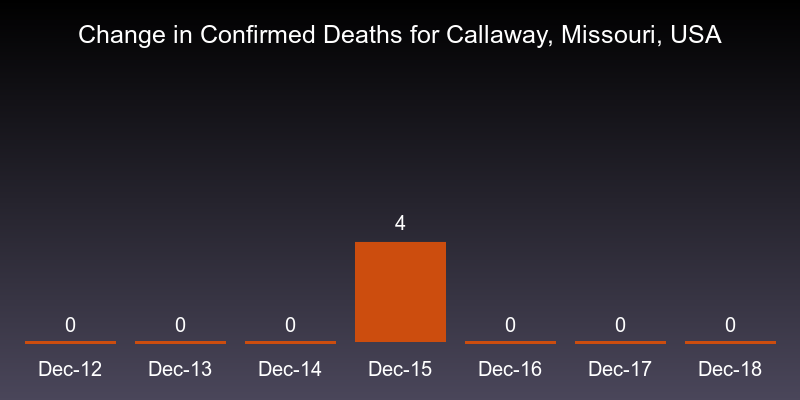 Change in Confirmed Deaths for Callaway, Missouri, USA
4
0 0 0 0 0 0
Dec-12 Dec-13 Dec-14 Dec-15 Dec-16 Dec-17 Dec-18